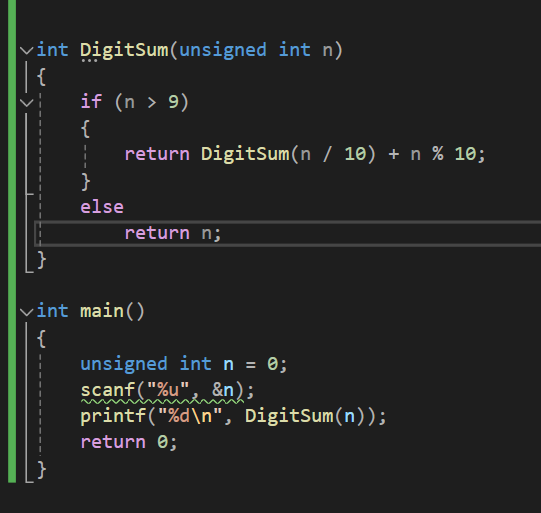 int DigitSum(unsigned int n)
{
    if (n > 9)
    {
        return DigitSum(n / 10) + n % 10;
    }
    else
        return n;
}

int main()
{
    unsigned int n = 0;
    scanf("%u", &n);
    printf("%d\n", DigitSum(n));
    return 0;
}